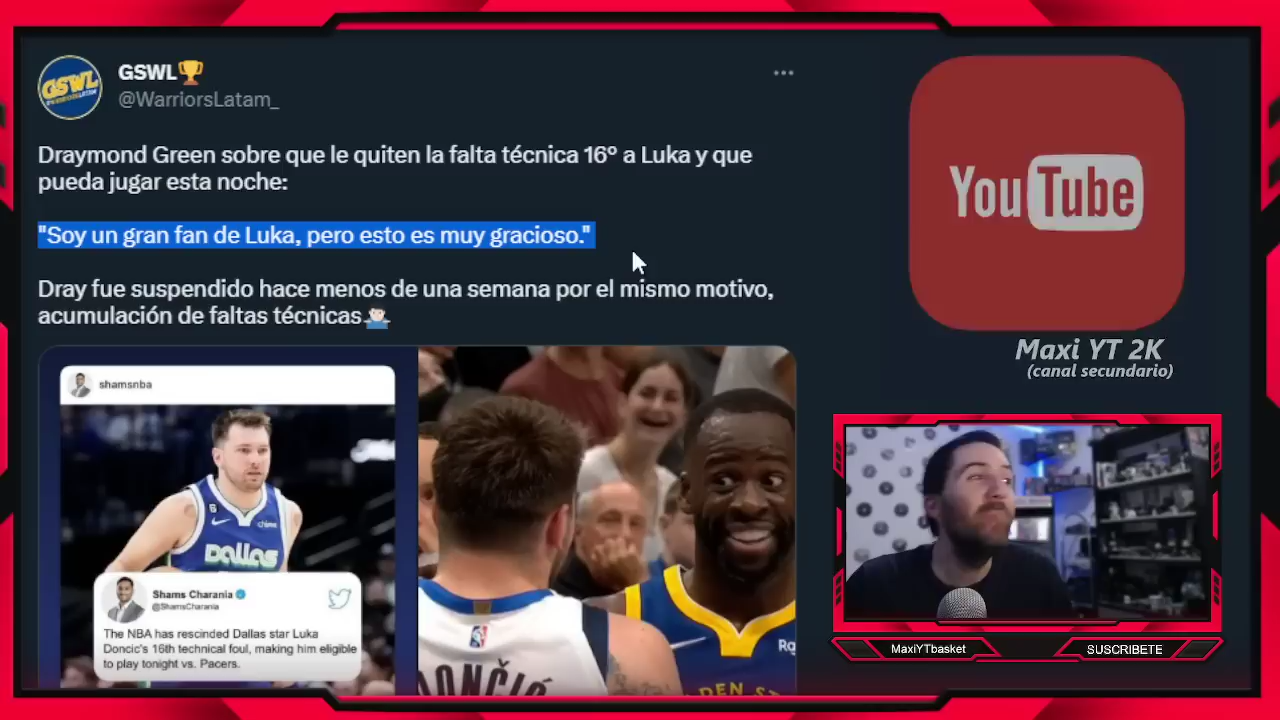 GSWL🏆
@WarriorsLatam_
Draymond Green sobre que le quiten la falta técnica 16º a Luka y que
pueda jugar esta noche:
"Soy un gran fan de Luka, pero esto es muy gracioso."
Dray fue suspendido hace menos de una semana por el mismo motivo,
acumulación de faltas técnicas🤷🏻‍♂️
GSWL
shamsnba
DALLAS
Shams Charania
@ShamsCharania
The NBA has rescinded Dallas star Luka
Doncic's 16th technical foul, making him eligible
to play tonight vs. Pacers.
ONČIĆ
YouTube
Maxi YT 2K
(canal secundario)
MaxiYTbasket
SUSCRIBETE